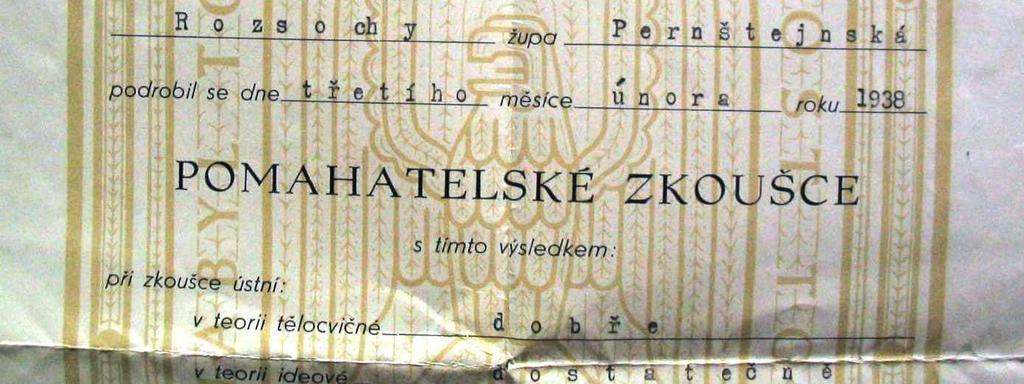 Rozsochy župa Pernštejnská
podrobil se dne třetího měsíce února roku 1938
POMAHATELSKÉ ZKOUŠCE
s tímto výsledkem:
při zkoušce ústní:
v teorii tělocvičné dobře
v teorii ideové dostatečně